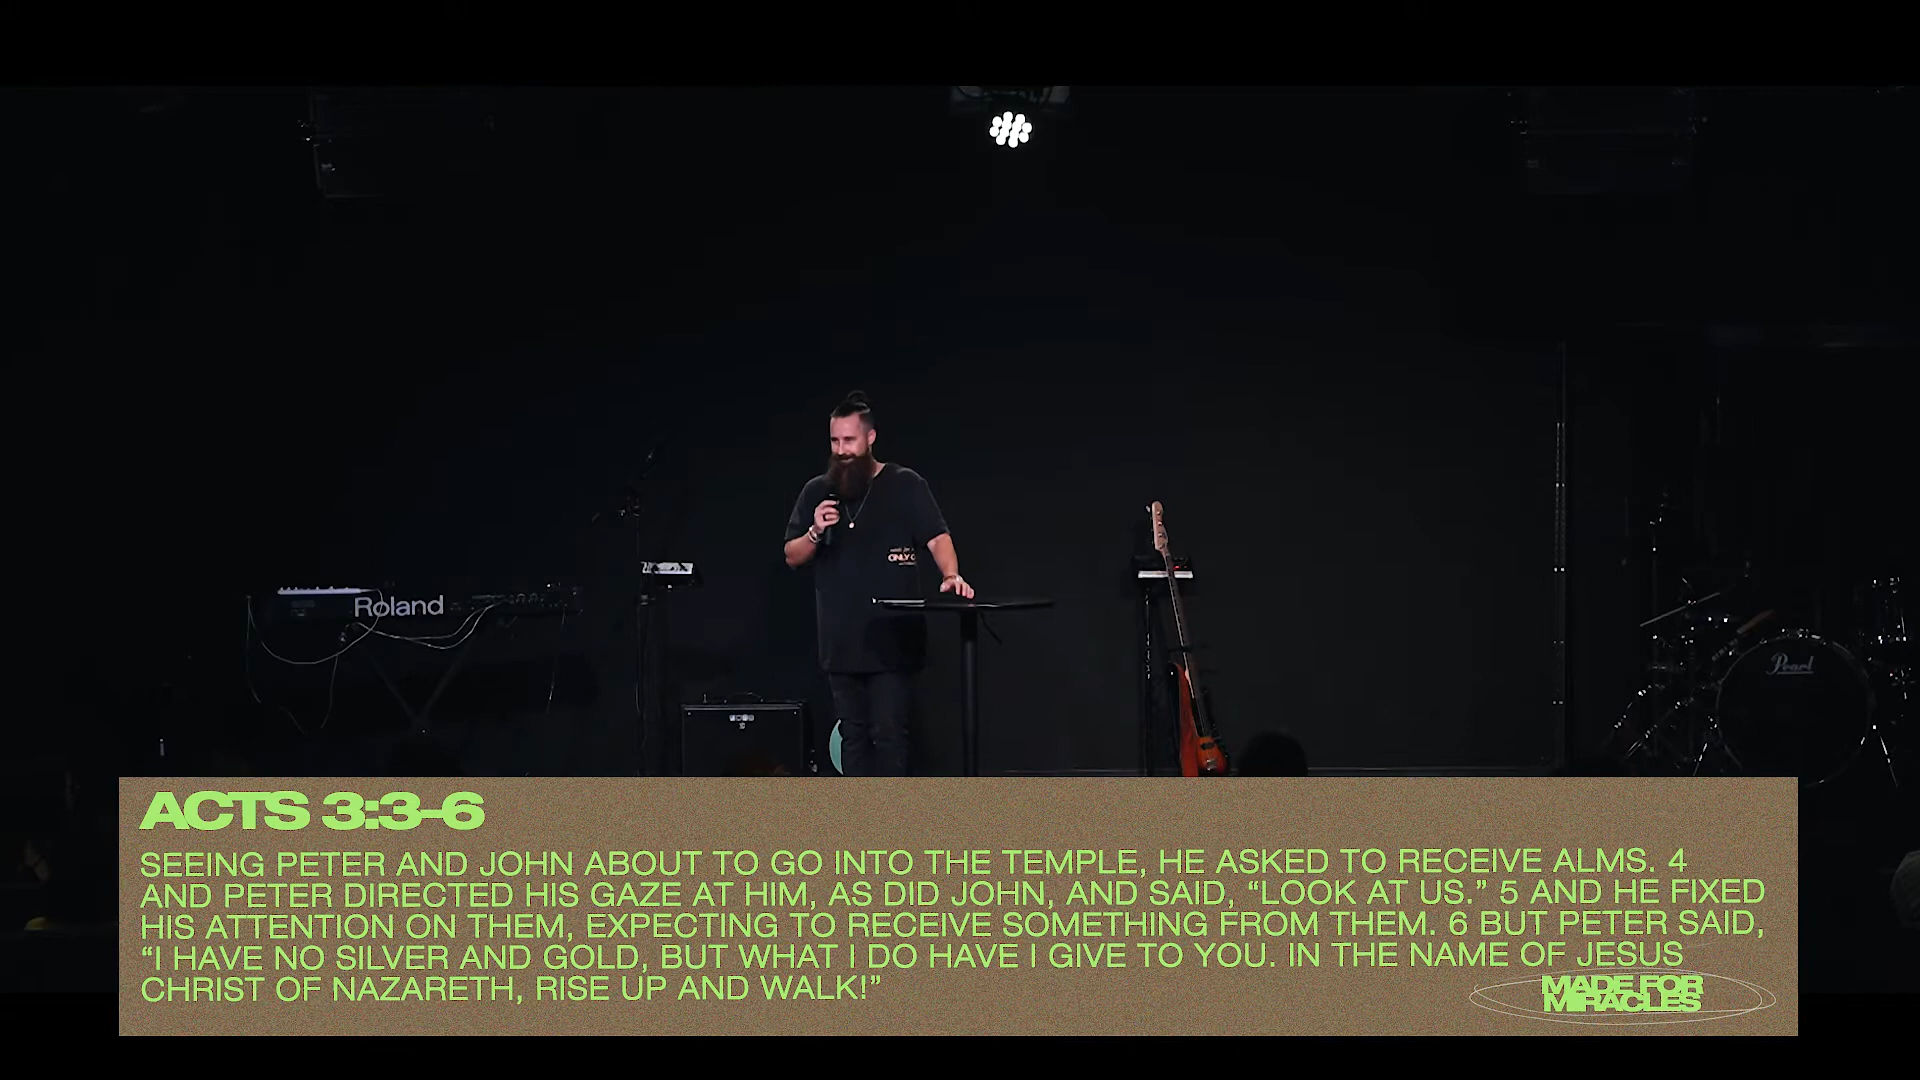 Roland
VOX
ONLY
Pearl
ACTS 3:3-6
SEEING PETER AND JOHN ABOUT TO GO INTO THE TEMPLE, HE ASKED TO RECEIVE ALMS. 4
AND PETER DIRECTED HIS GAZE AT HIM, AS DID JOHN, AND SAID, “LOOK AT US.” 5 AND HE FIXED
HIS ATTENTION ON THEM, EXPECTING TO RECEIVE SOMETHING FROM THEM. 6 BUT PETER SAID,
“I HAVE NO SILVER AND GOLD, BUT WHAT I DO HAVE I GIVE TO YOU. IN THE NAME OF JESUS
CHRIST OF NAZARETH, RISE UP AND WALK!”
MADE FOR
MIRACLES